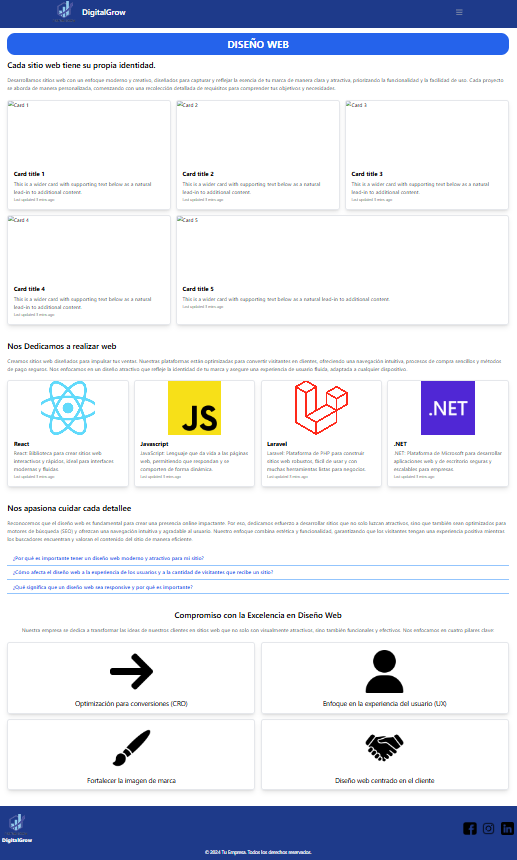 DigitalGrow
DISEÑO WEB
Cada sitio web tiene su propia identidad.
Desarrollamos sitios web con un enfoque moderno y creativo, diseñados para capturar y reflejar la esencia de tu marca de manera clara y atractiva, priorizando la funcionalidad y la facilidad de uso. Cada proyecto
se aborda de manera personalizada, comenzando con una recolección detallada de requisitos para comprender tus objetivos y necesidades.
Card 1
Card 2
Card 3
Card title 1
This is a wider card with supporting text below as a natural
lead-in to additional content.
Last updated 3 mins ago
Card title 2
This is a wider card with supporting text below as a natural
lead-in to additional content.
Last updated 3 mins ago
Card title 3
This is a wider card with supporting text below as a natural
lead-in to additional content.
Last updated 3 mins ago
Card 4
Card 5
Card title 4
This is a wider card with supporting text below as a natural
lead-in to additional content.
Last updated 3 mins ago
Card title 5
This is a wider card with supporting text below as a natural lead-in to additional content.
Last updated 3 mins ago
Nos Dedicamos a realizar web
Creamos sitios web diseñados para impulsar tus ventas. Nuestras plataformas están optimizadas para convertir visitantes en clientes, ofreciendo una navegación intuitiva, procesos de compra sencillos y métodos
de pago seguros. Nos enfocamos en un diseño atractivo que refleje la identidad de tu marca y asegure una experiencia de usuario fluida, adaptada a cualquier dispositivo.
JS
.NET
React
React: Biblioteca para crear sitios web
interactivos y rápidos, ideal para interfaces
modernas y fluidas.
Last updated 3 mins ago
Javascript
JavaScript: Lenguaje que da vida a las páginas
web, permitiendo que respondan y se
comporten de forma dinámica.
Last updated 3 mins ago
Laravel
Laravel: Plataforma de PHP para construir
sitios web robustos, fácil de usar y con
muchas herramientas listas para negocios.
Last updated 3 mins ago
.NET
.NET: Plataforma de Microsoft para desarrollar
aplicaciones web y de escritorio seguras y
escalables para empresas.
Last updated 3 mins ago
Nos apasiona cuidar cada detallee
Reconocemos que el diseño web es fundamental para crear una presencia online importante. Por eso, dedicamos esfuerzo a desarrollar sitios que no solo luzcan atractivos, sino que también sean optimizados para
motores de búsqueda (SEO) y ofrezcan una navegación intuitiva y agradable al usuario. Nuestro enfoque combina estética y funcionalidad, garantizando que los visitantes tengan una experiencia positiva mientras
los buscadores encuentran y valoran el contenido del sitio de manera eficiente.
¿Por qué es importante tener un diseño web moderno y atractivo para mi sitio?
¿Cómo afecta el diseño web a la experiencia de los usuarios y a la cantidad de visitantes que recibe un sitio?
¿Qué significa que un diseño web sea responsive y por qué es importante?
Compromiso con la Excelencia en Diseño Web
Nuestra empresa se dedica a transformar las ideas de nuestros clientes en sitios web que no solo son visualmente atractivos, sino también funcionales y efectivos. Nos enfocamos en cuatro pilares clave:
Optimización para conversiones (CRO)
Enfoque en la experiencia del usuario (UX)
Fortalecer la imagen de marca
Diseño web centrado en el cliente
DigitalGrow
© 2024 Tu Empresa. Todos los derechos reservados.